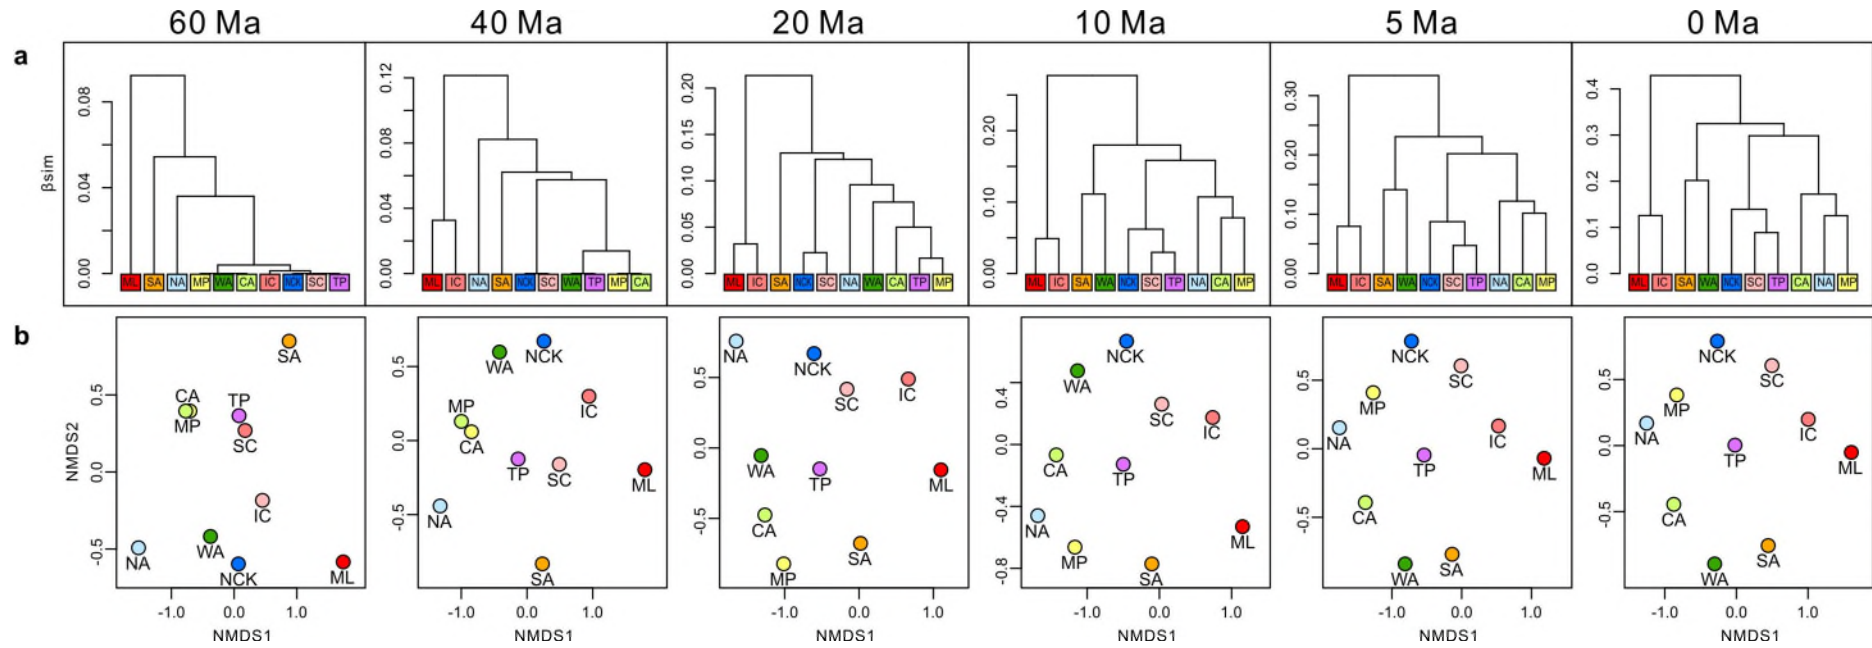 60 Ma 40 Ma 20 Ma 10 Ma 5 Ma 0 Ma
a
βsim
0.00 0.04 0.08
ML SA NA MP WA CA IC NCK SC TP
0.00 0.04 0.08 0.12
ML IC NA SA NCK SC WA TP MP CA
0.00 0.05 0.10 0.15 0.20
ML IC SA NCK SC NA WA CA TP MP
0.00 0.10 0.20
ML IC SA WA NCK SC TP NA CA MP
0.00 0.10 0.20 0.30
ML IC SA WA NCK SC TP NA CA MP
0.0 0.1 0.2 0.3 0.4
ML IC SA WA NCK SC TP CA NA MP
b
NMDS2
-0.5 0.0 0.5
SA
CA
MP
TP
SC
IC
WA
NA
NCK
ML
-1.0 0.0 1.0
NMDS1
-0.5 0.0 0.5
NCK
WA
IC
MP
CA
TP
SC
ML
NA
SA
-1.0 0.0 1.0
NMDS1
-0.5 0.0 0.5
NA
NCK
SC
IC
WA
TP
ML
CA
SA
MP
-1.0 0.0 1.0
NMDS1
-0.8 -0.4 0.0 0.4
NCK
WA
SC
IC
CA
TP
NA
ML
MP
SA
-1.0 0.0 1.0
NMDS1
-0.5 0.0 0.5
NCK
SC
MP
NA
IC
TP
ML
CA
SA
WA
-1.0 0.0 1.0
NMDS1
-0.5 0.0 0.5
NCK
SC
MP
NA
IC
TP
ML
CA
SA
WA
-1.0 0.0 1.0
NMDS1